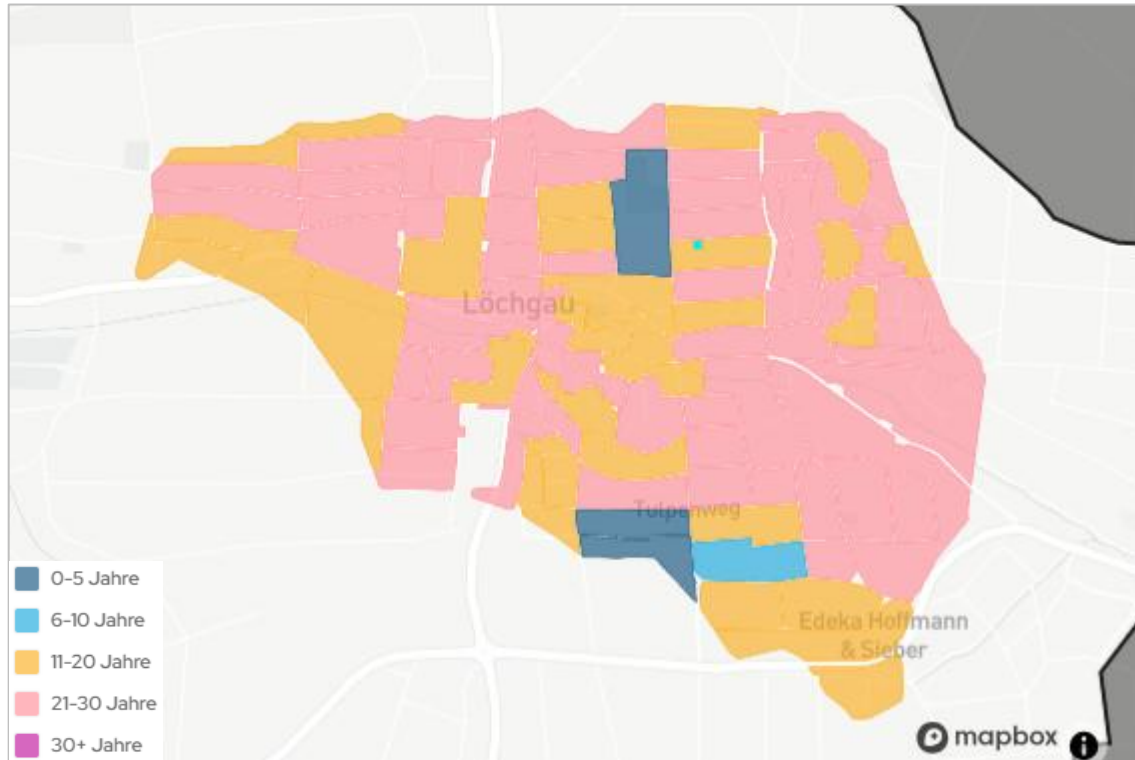 Löchgau
Tulpenweg
Edeka Hoffmann
& Sieber
0-5 Jahre
6-10 Jahre
11-20 Jahre
21-30 Jahre
30+ Jahre
mapbox
i